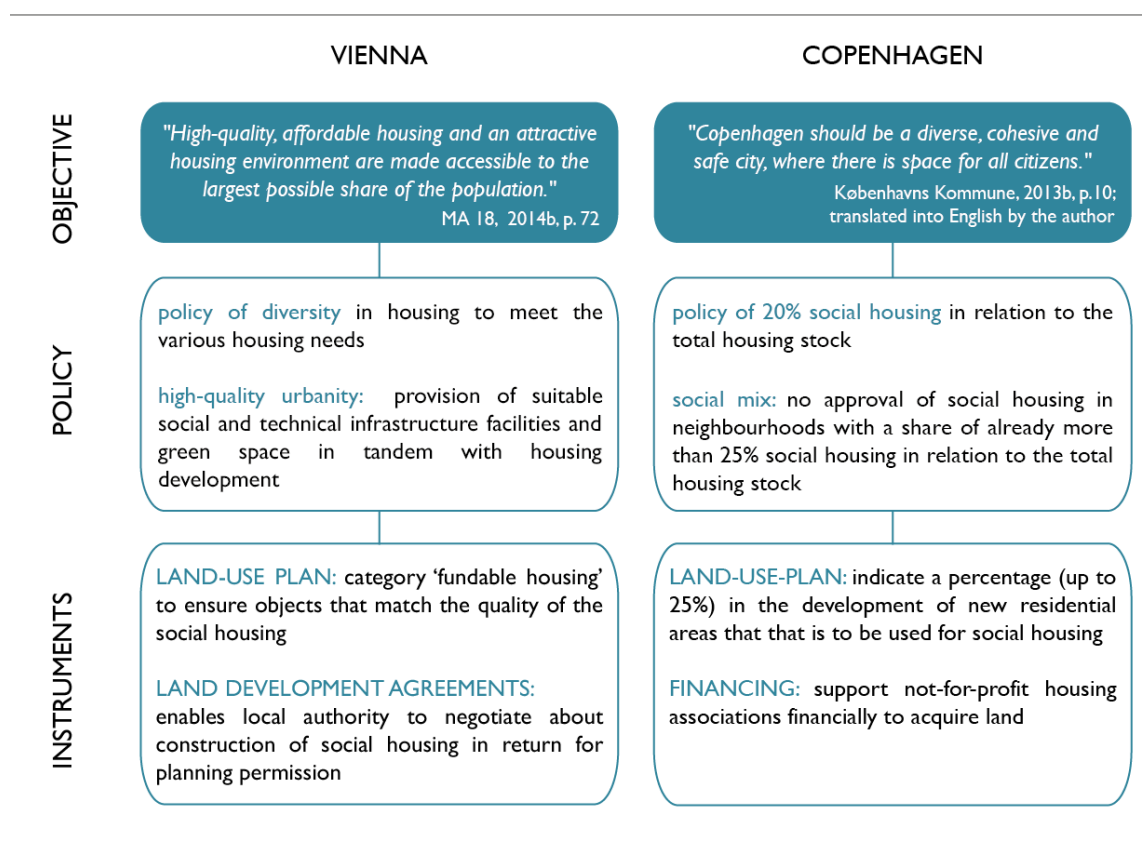 VIENNA
COPENHAGEN
OBJECTIVE
"High-quality, affordable housing and an attractive
housing environment are made accessible to the
largest possible share of the population."
MA 18, 2014b, p. 72
"Copenhagen should be a diverse, cohesive and
safe city, where there is space for all citizens."
Københavns Kommune, 2013b, p.10;
translated into English by the author
POLICY
policy of diversity in housing to meet the
various housing needs
high-quality urbanity: provision of suitable
social and technical infrastructure facilities and
green space in tandem with housing
development
policy of 20% social housing in relation to the
total housing stock
social mix: no approval of social housing in
neighbourhoods with a share of already more
than 25% social housing in relation to the total
housing stock
INSTRUMENTS
LAND-USE PLAN: category ‘fundable housing’
to ensure objects that match the quality of the
social housing
LAND DEVELOPMENT AGREEMENTS:
enables local authority to negotiate about
construction of social housing in return for
planning permission
LAND-USE-PLAN: indicate a percentage (up to
25%) in the development of new residential
areas that that is to be used for social housing
FINANCING: support not-for-profit housing
associations financially to acquire land